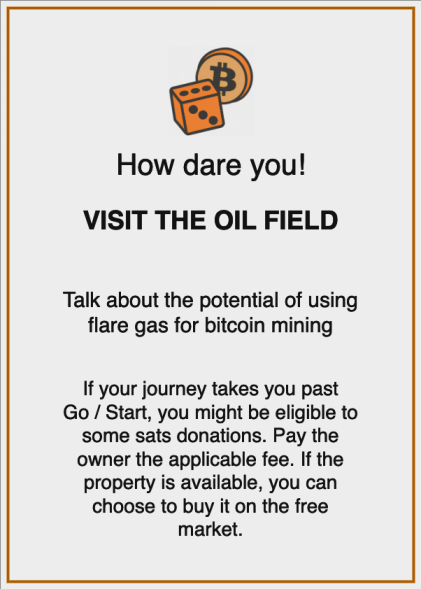 How dare you!
VISIT THE OIL FIELD
Talk about the potential of using
flare gas for bitcoin mining
If your journey takes you past
Go / Start, you might be eligible to
some sats donations. Pay the
owner the applicable fee. If the
property is available, you can
choose to buy it on the free
market.